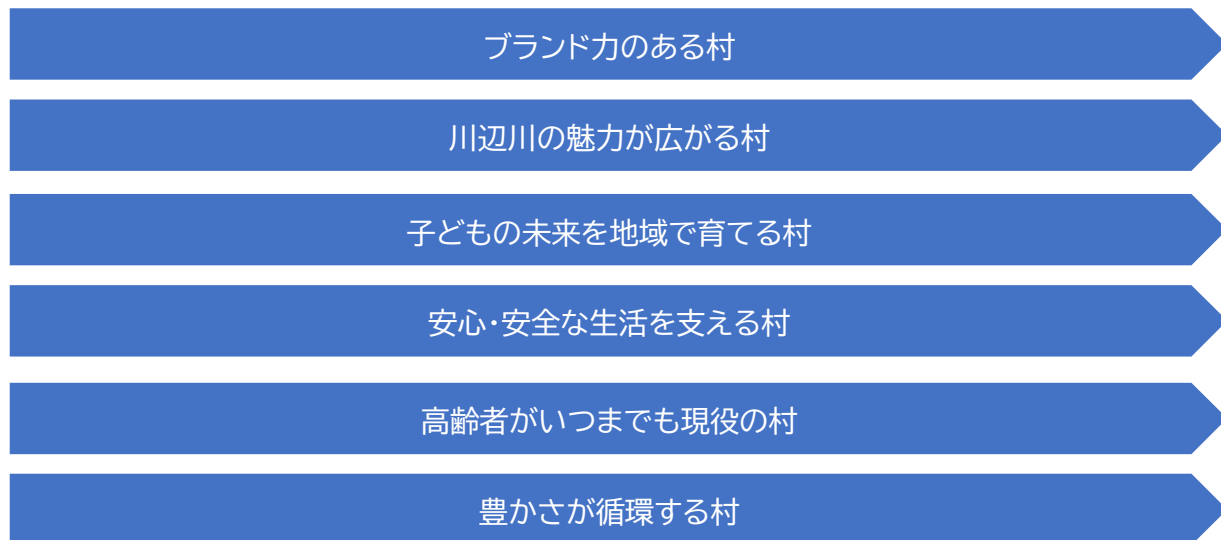 ブランド力のある村
川辺川の魅力が広がる村
子どもの未来を地域で育てる村
安心・安全な生活を支える村
高齢者がいつまでも現役の村
豊かさが循環する村